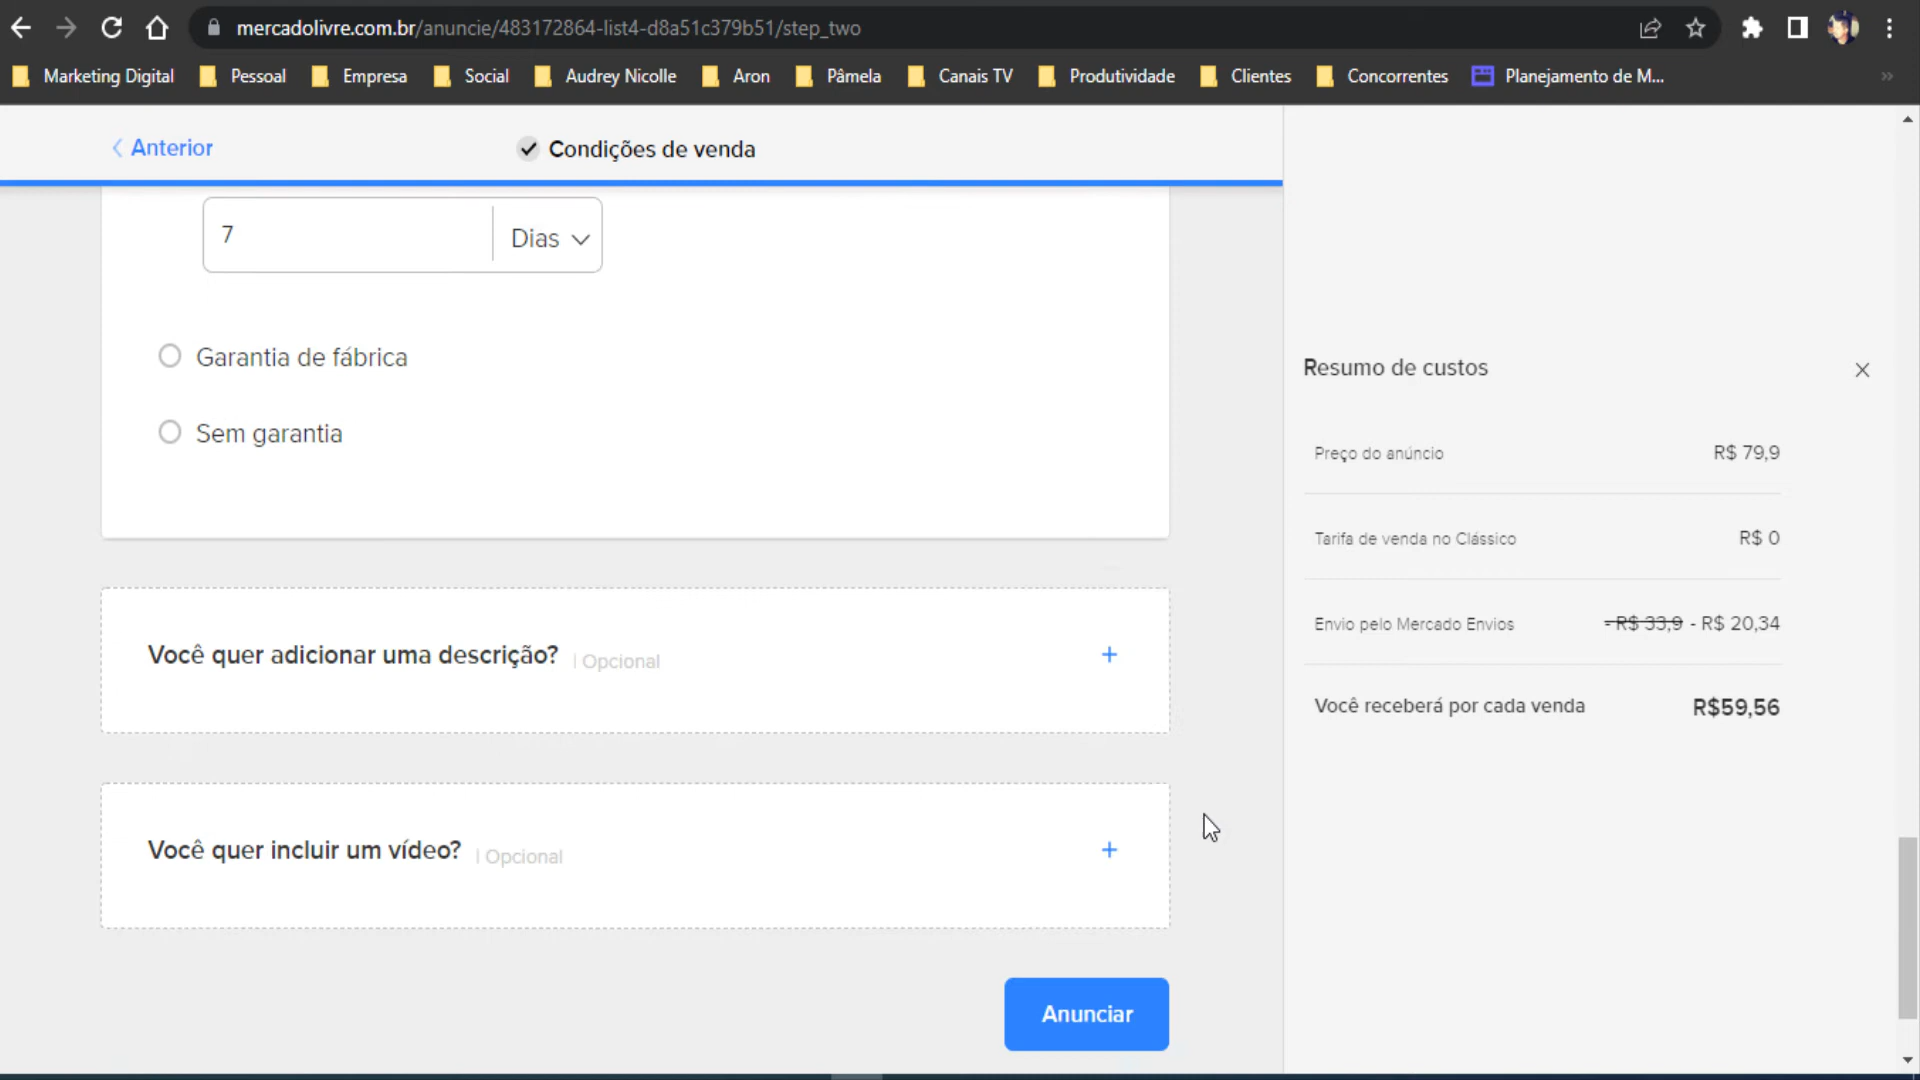 mercadolivre.com.br/anuncie/483172864-list4-d8a51c379b51/step_two
Marketing Digital Pessoal Empresa Social Audrey Nicolle Aron Pâmela Canais TV Produtividade Clientes Concorrentes Planejamento de M... »
Anterior
Condições de venda
7 Dias
Garantia de fábrica
Sem garantia
Você quer adicionar uma descrição? | Opcional +
Você quer incluir um vídeo? | Opcional +
Anunciar
Resumo de custos
Preço do anúncio R$ 79,9
Tarifa de venda no Clássico R$ 0
Envio pelo Mercado Envios - R$ 33,9 - R$ 20,34
Você receberá por cada venda R$59,56